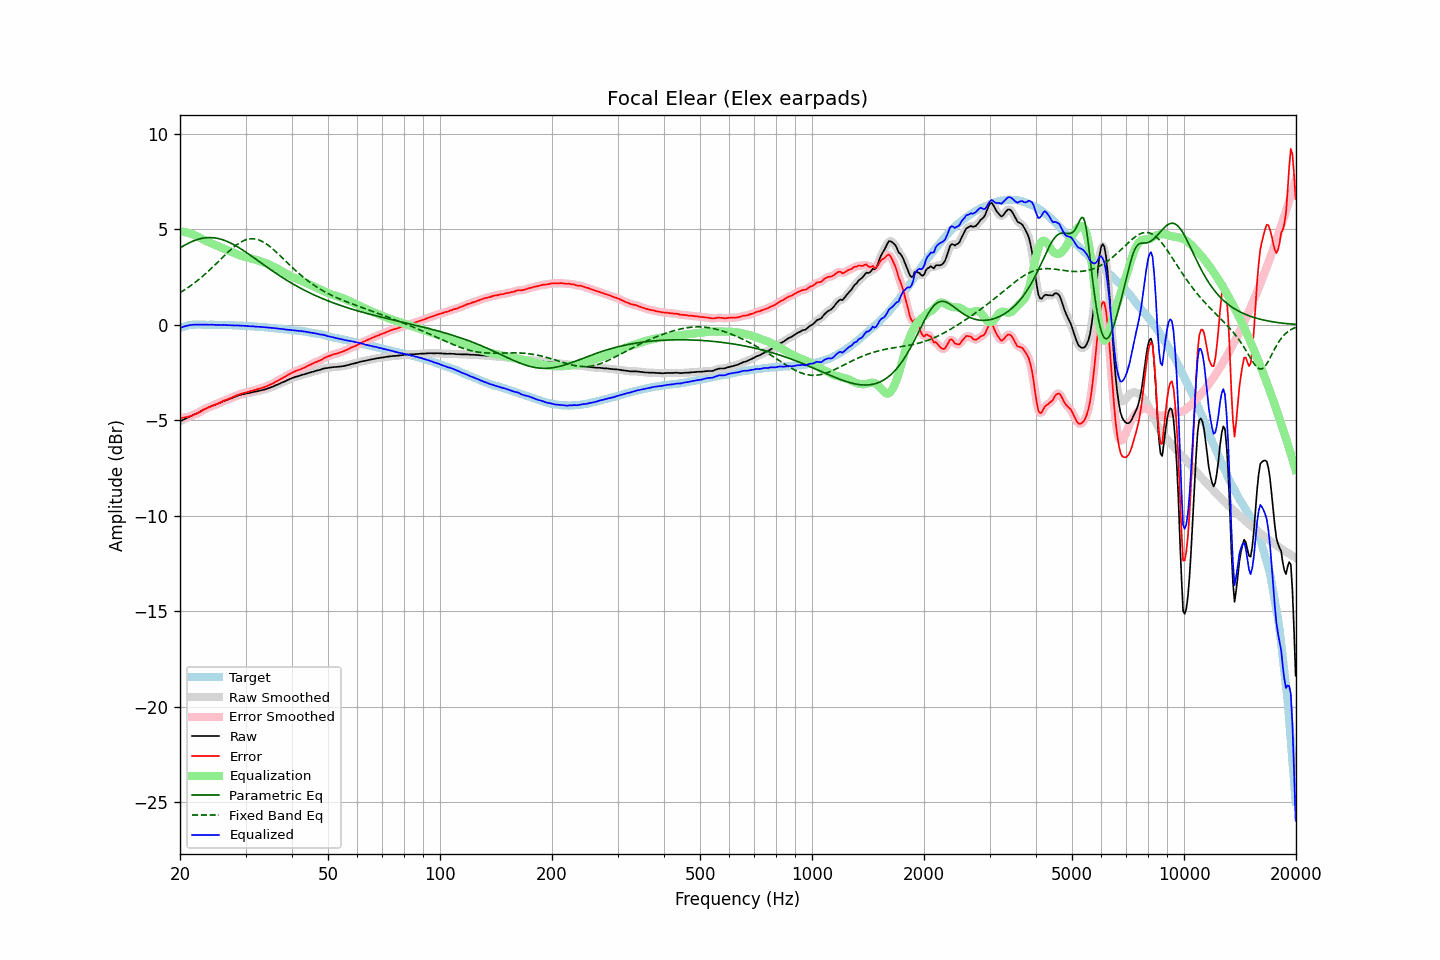 Focal Elear (Elex earpads)
Amplitude (dBr)
10
5
0
−5
−10
−15
−20
−25
Target
Raw Smoothed
Error Smoothed
Raw
Error
Equalization
Parametric Eq
Fixed Band Eq
Equalized
20 50 100 200 500 1000 2000 5000 10000 20000
Frequency (Hz)